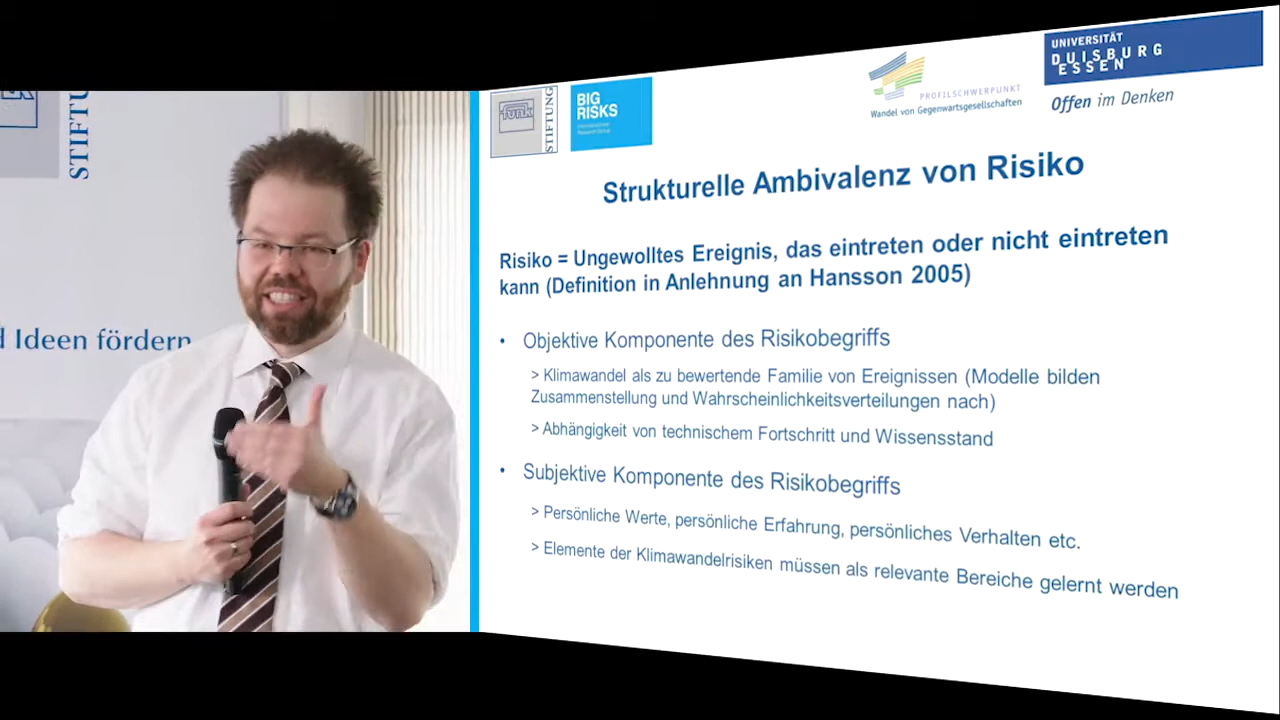 STIFTU
d Ideen fördern
funk
STIFTUNG
BIG
RISKS
PROFILSCHWERPUNKT
Wandel von Gegenwartsgesellschaften
UNIVERSITÄT
DUISBURG
ESSEN
Offen im Denken
Strukturelle Ambivalenz von Risiko
Risiko = Ungewolltes Ereignis, das eintreten oder nicht eintreten
kann (Definition in Anlehnung an Hansson 2005)
• Objektive Komponente des Risikobegriffs
> Klimawandel als zu bewertende Familie von Ereignissen (Modelle bilden
Zusammenstellung und Wahrscheinlichkeitsverteilungen nach)
> Abhängigkeit von technischem Fortschritt und Wissensstand
• Subjektive Komponente des Risikobegriffs
> Persönliche Werte, persönliche Erfahrung, persönliches Verhalten etc.
> Elemente der Klimawandelrisiken müssen als relevante Bereiche gelernt werden